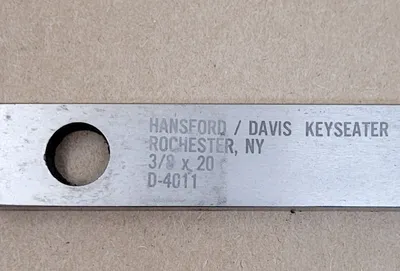 HANSFORD / DAVIS KEYSEATER
ROCHESTER, NY
3/8 x 20
D-4011